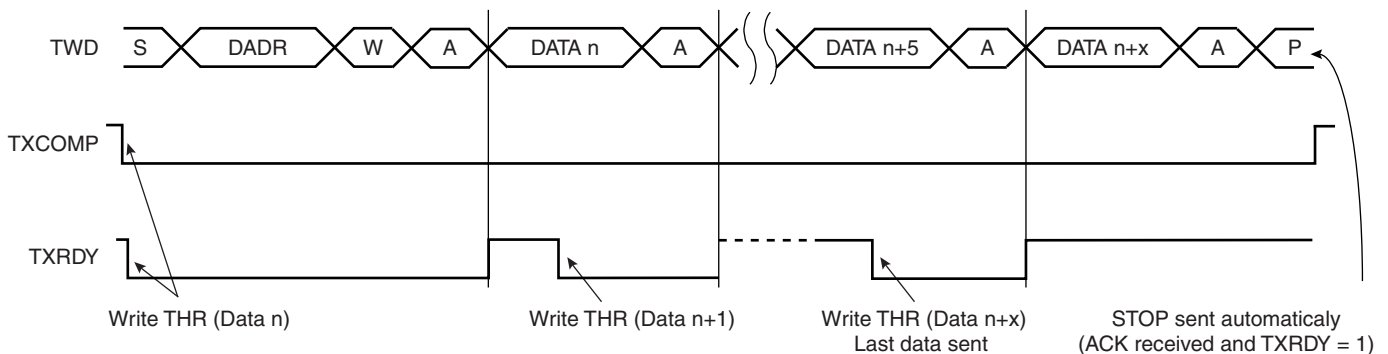 TWD S DADR W A DATA n A DATA n+5 A DATA n+x A P
TXCOMP
TXRDY
Write THR (Data n)
Write THR (Data n+1)
Write THR (Data n+x)
Last data sent
STOP sent automaticaly
(ACK received and TXRDY = 1)